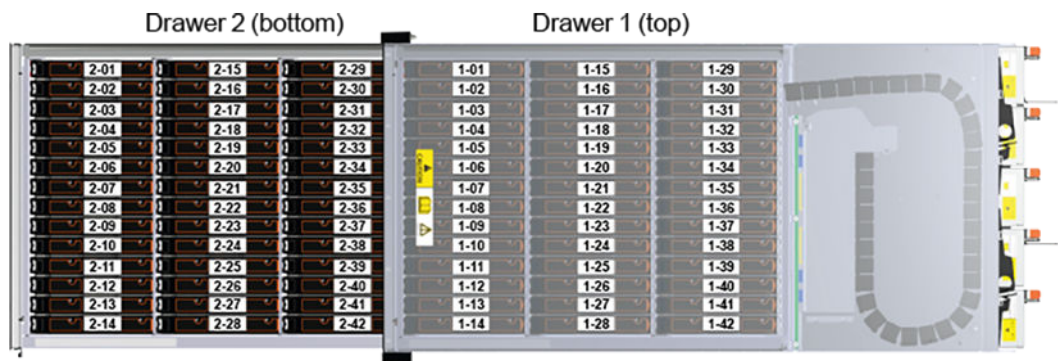 Drawer 2 (bottom) Drawer 1 (top)
2-01 2-15 2-29 1-01 1-15 1-29
2-02 2-16 2-30 1-02 1-16 1-30
2-03 2-17 2-31 1-03 1-17 1-31
2-04 2-18 2-32 1-04 1-18 1-32
2-05 2-19 2-33 1-05 1-19 1-33
2-06 2-20 2-34 1-06 1-20 1-34
2-07 2-21 2-35 1-07 1-21 1-35
2-08 2-22 2-36 1-08 1-22 1-36
2-09 2-23 2-37 1-09 1-23 1-37
2-10 2-24 2-38 1-10 1-24 1-38
2-11 2-25 2-39 1-11 1-25 1-39
2-12 2-26 2-40 1-12 1-26 1-40
2-13 2-27 2-41 1-13 1-27 1-41
2-14 2-28 2-42 1-14 1-28 1-42
CAUTION